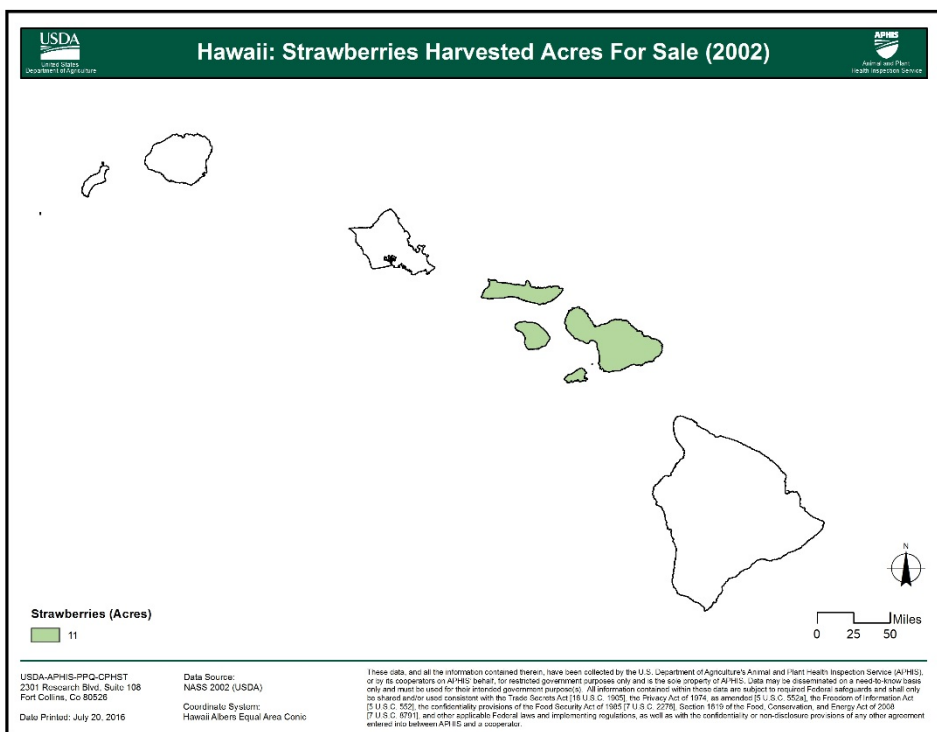 USDA
United States
Department of Agriculture
Hawaii: Strawberries Harvested Acres For Sale (2002)
APHIS
Animal and Plant
Health Inspection Service
N
Strawberries (Acres)
11
Miles
0 25 50
USDA-APHIS-PPQ-CPHST
2301 Research Blvd, Suite 108
Fort Collins, Co 80526
Date Printed: July 20, 2016
Data Source:
NASS 2002 (USDA)
Coordinate System:
Hawaii Albers Equal Area Conic
These data, and all the information contained therein, have been collected by the U.S. Department of Agriculture's Animal and Plant Health Inspection Service (APHIS),
or by its cooperators on APHIS' behalf, for restricted government purposes only and is the sole property of APHIS. Data may be disseminated on a need-to-know basis
only and must be used for their intended government purpose(s). All information contained within these data are subject to required Federal safeguards and shall only
be shared and/or used consistent with the Trade Secrets Act [18 U.S.C. 1905], the Privacy Act of 1974, as amended [5 U.S.C. 552a], the Freedom of Information Act
[5 U.S.C. 552], the confidentiality provisions of the Food Security Act of 1985 [7 U.S.C. 2276], Section 1619 of the Food, Conservation, and Energy Act of 2008
[7 U.S.C. 8791], and other applicable Federal laws and implementing regulations, as well as with the confidentiality or non-disclosure provisions of any other agreement
entered into between APHIS and a cooperator.